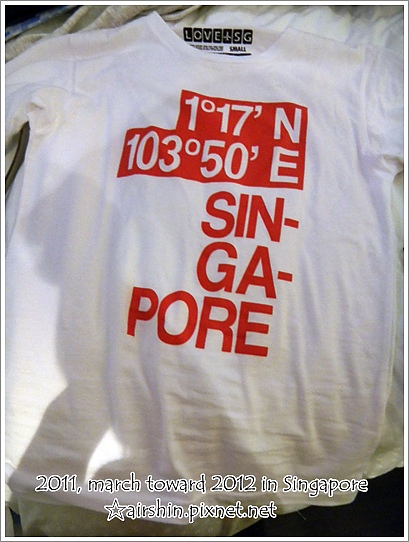 LOVE SG
SMALL
1°17' N
103°50' E
SIN-
GA-
PORE
2011, march toward 2012 in Singapore
☆airshin.pixnet.net